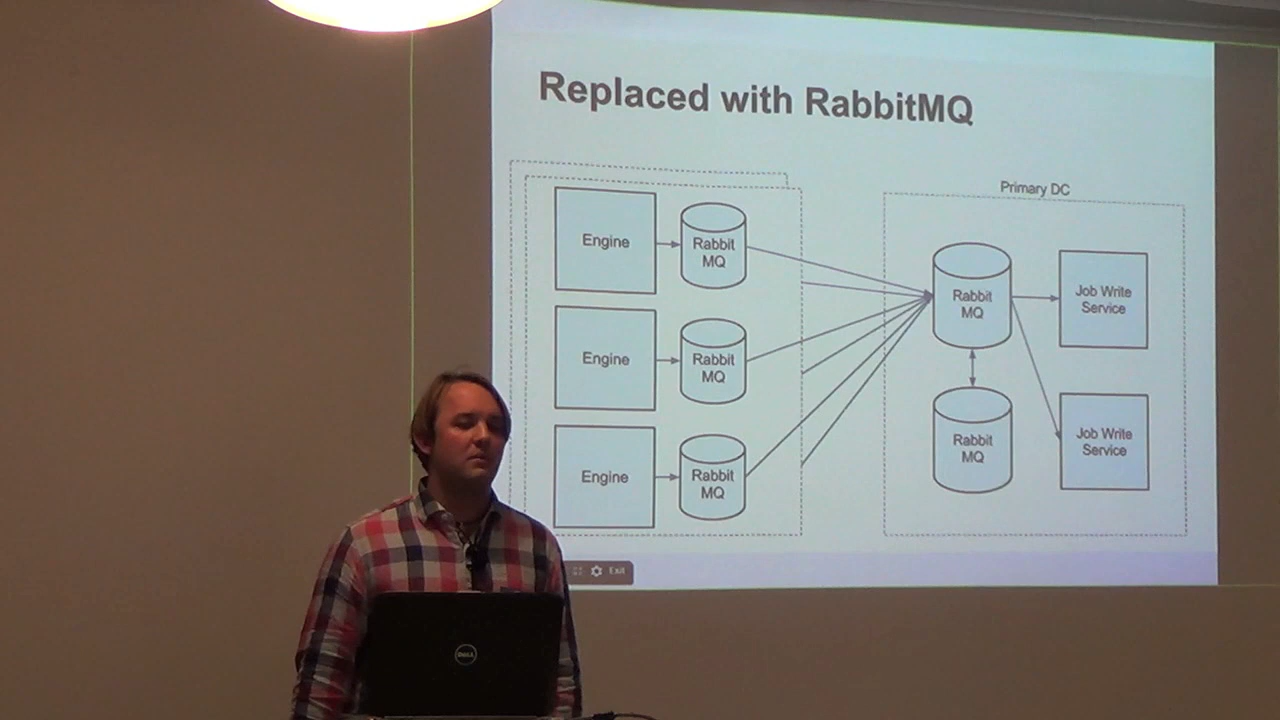 Replaced with RabbitMQ
Primary DC
Engine
Rabbit
MQ
Engine
Rabbit
MQ
Engine
Rabbit
MQ
Rabbit
MQ
Job Write
Service
Rabbit
MQ
Job Write
Service
Exit
DELL